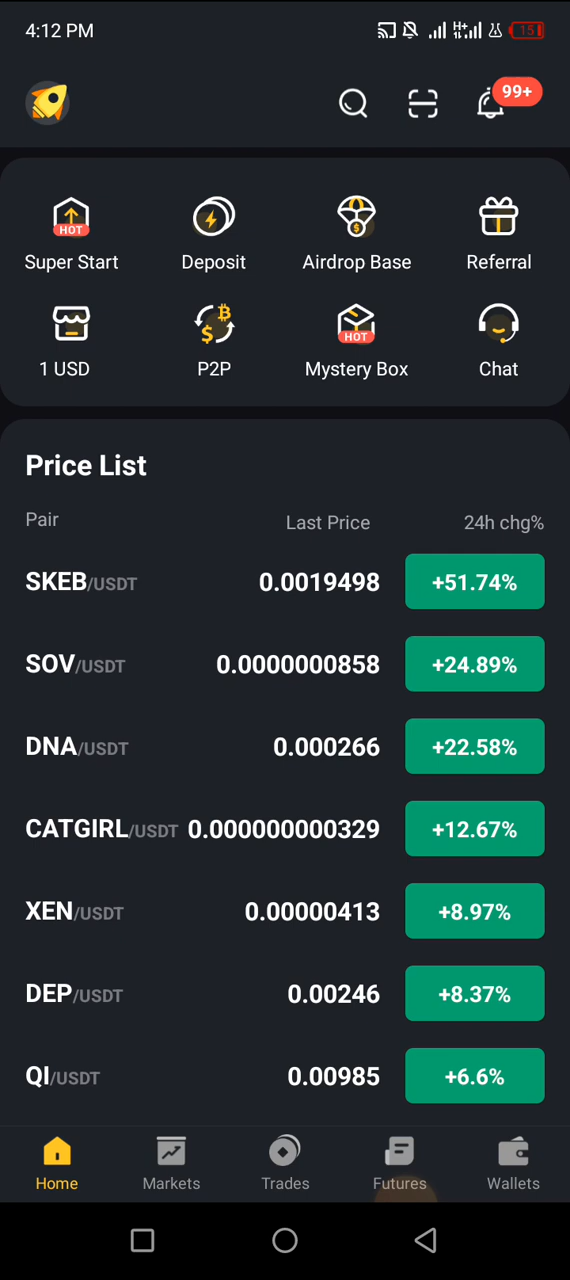 4:12 PM
15
99+
HOT
HOT
Super Start Deposit Airdrop Base Referral
1 USD P2P Mystery Box Chat
Price List
Pair Last Price 24h chg%
SKEB/USDT 0.0019498 +51.74%
SOV/USDT 0.0000000858 +24.89%
DNA/USDT 0.000266 +22.58%
CATGIRL/USDT 0.000000000329 +12.67%
XEN/USDT 0.00000413 +8.97%
DEP/USDT 0.00246 +8.37%
QI/USDT 0.00985 +6.6%
Home Markets Trades Futures Wallets